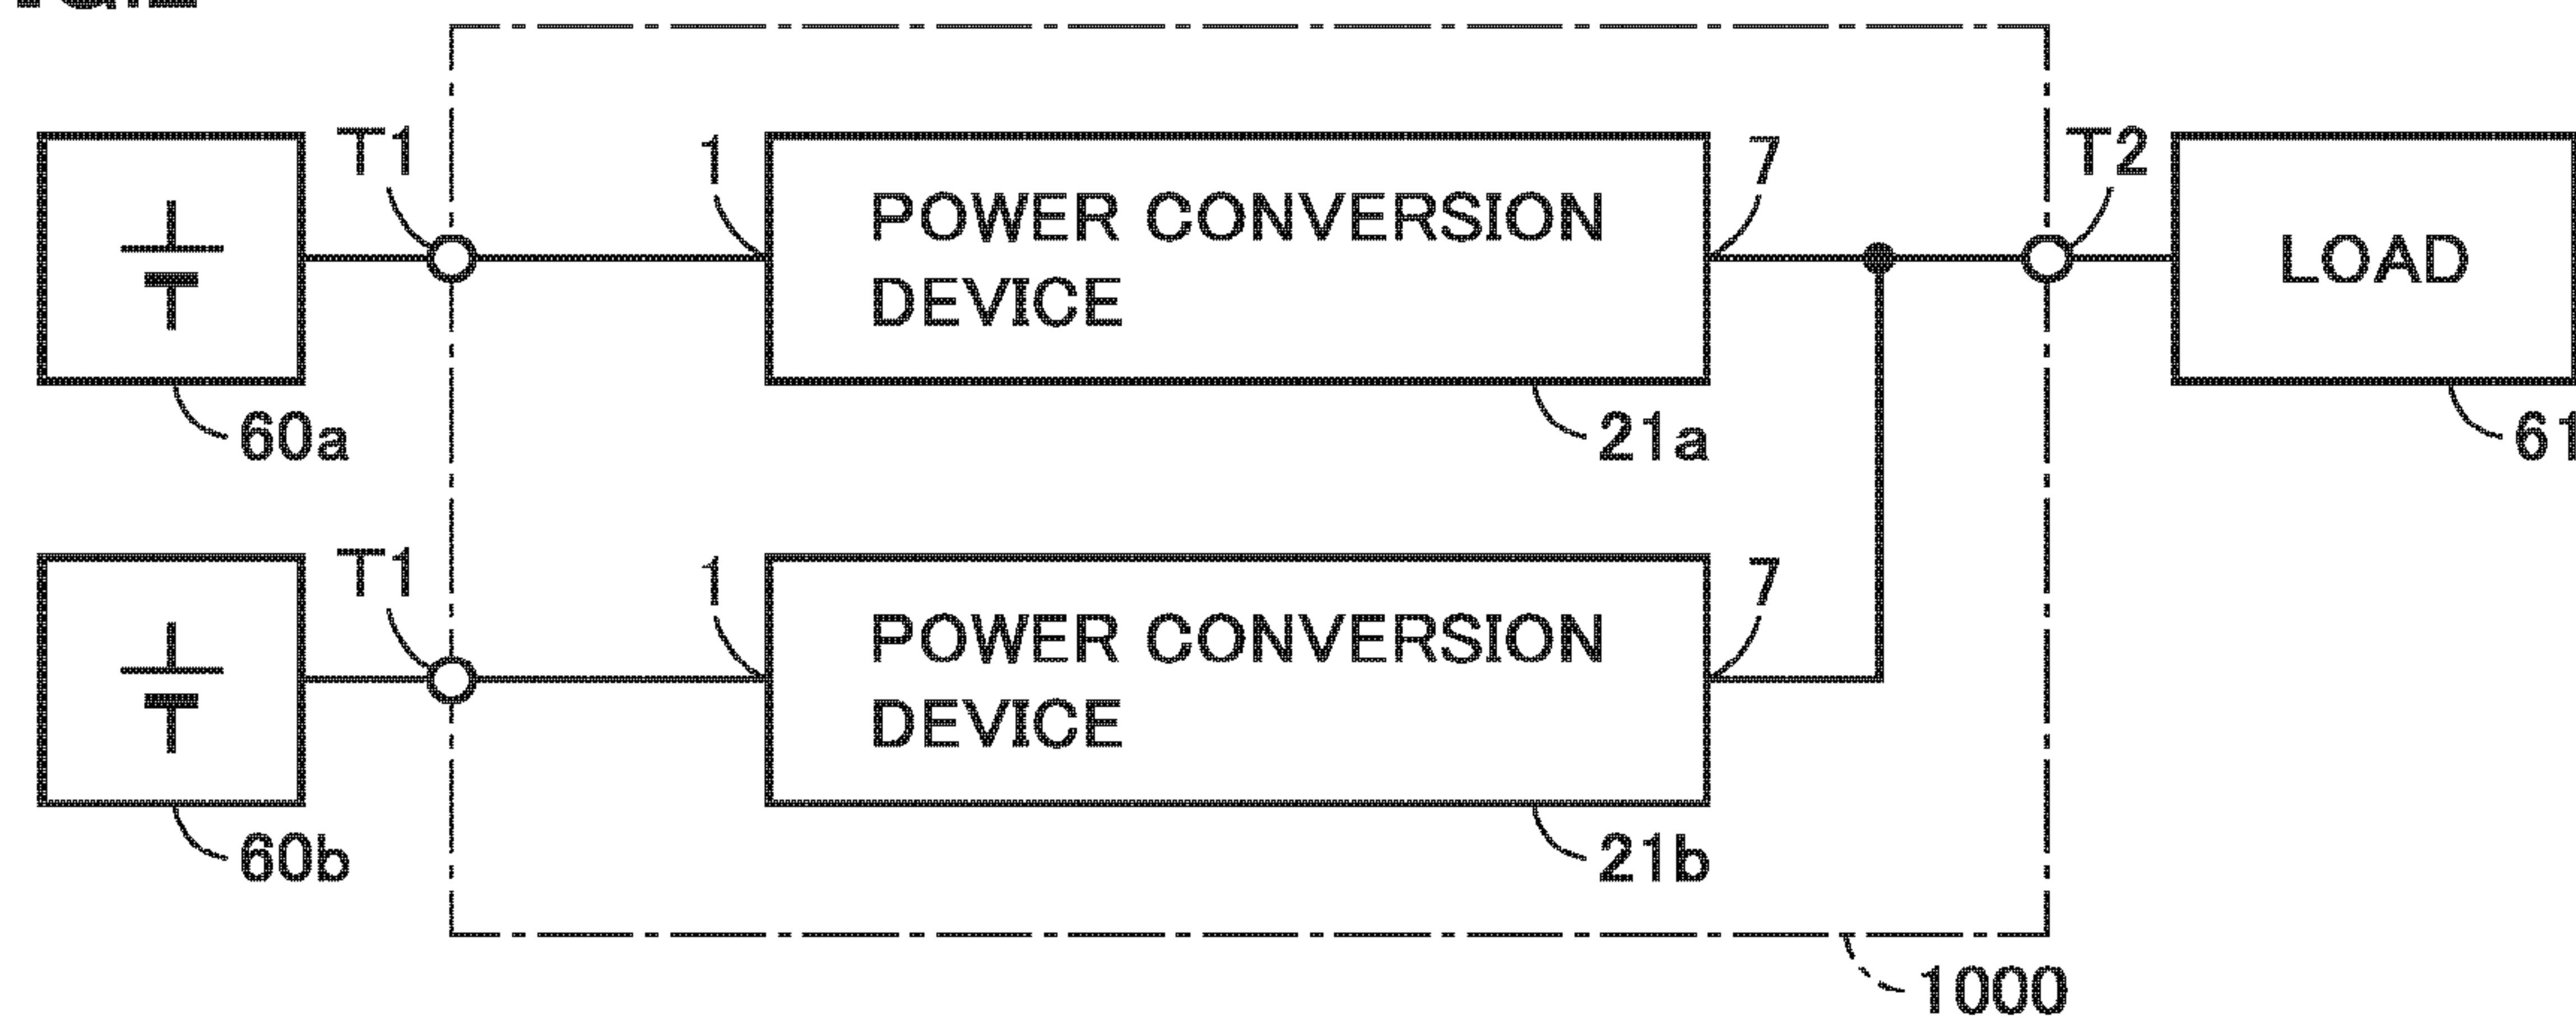 T1
1
POWER CONVERSION
DEVICE
7
T2
LOAD
60a
21a
61
T1
1
POWER CONVERSION
DEVICE
7
60b
21b
1000